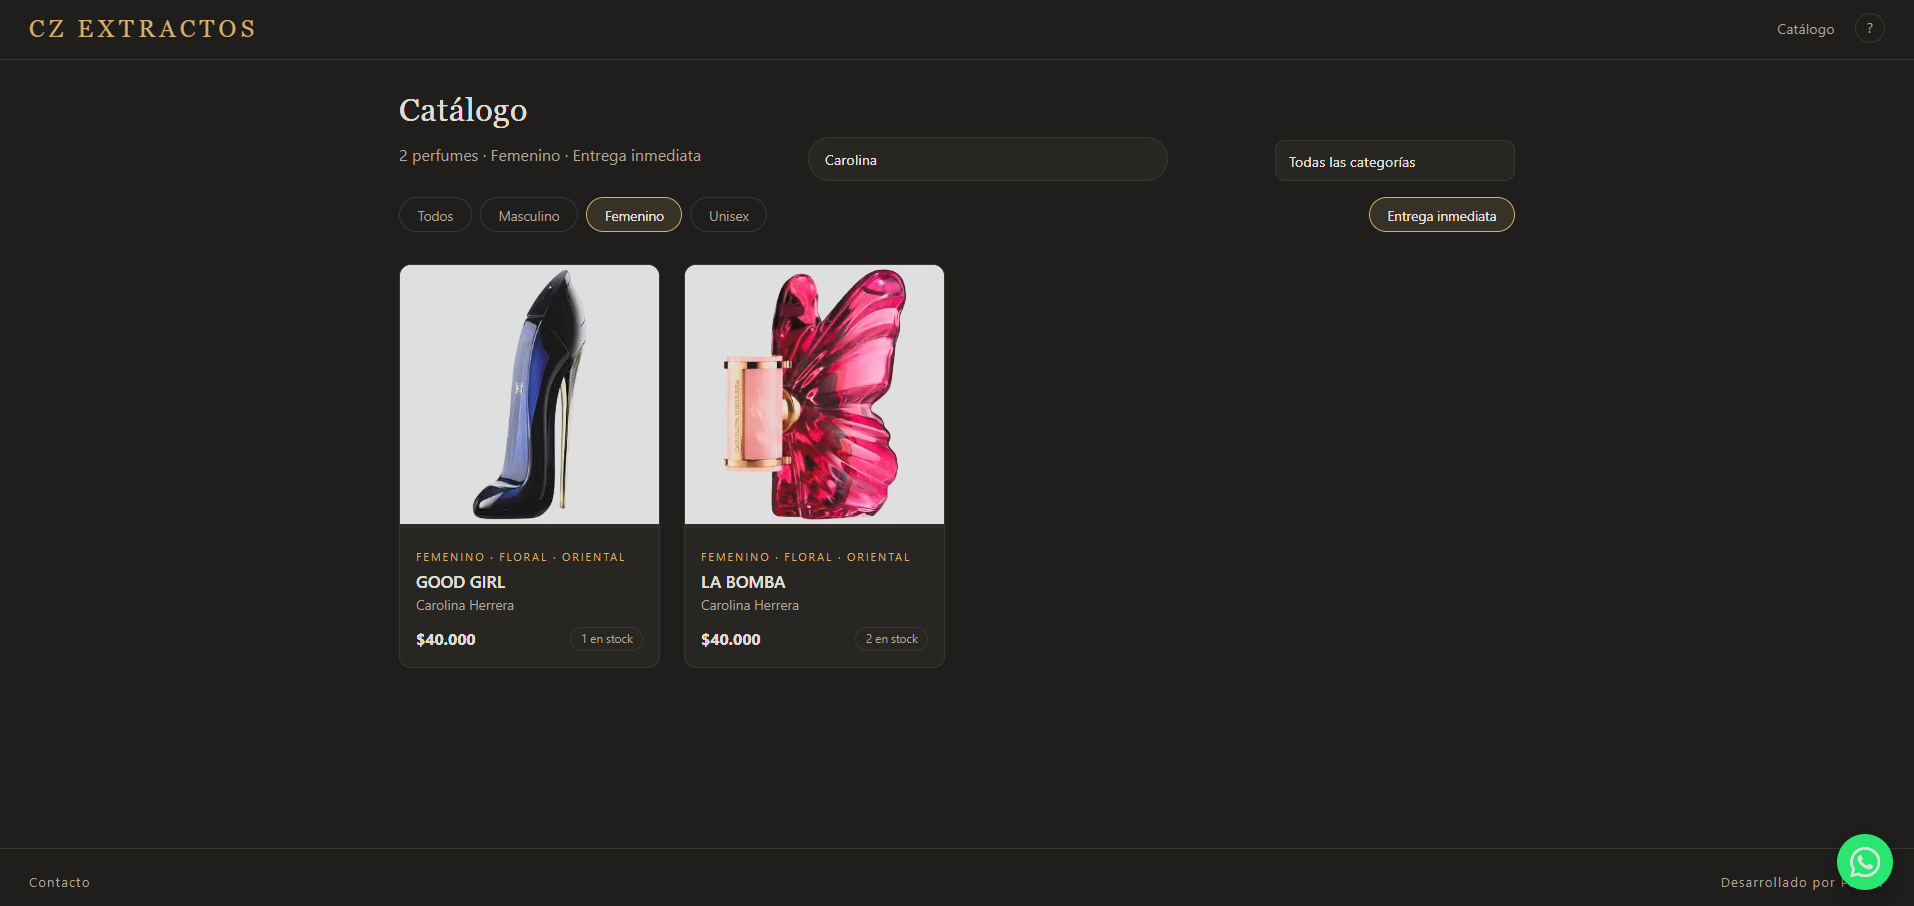 CZ EXTRACTOS
Catálogo
?
Catálogo
2 perfumes · Femenino · Entrega inmediata
Carolina
Todas las categorías
Todos
Masculino
Femenino
Unisex
Entrega inmediata
CAROLINA HERRERA
FEMENINO · FLORAL · ORIENTAL
GOOD GIRL
Carolina Herrera
$40.000
1 en stock
FEMENINO · FLORAL · ORIENTAL
LA BOMBA
Carolina Herrera
$40.000
2 en stock
Contacto
Desarrollado por